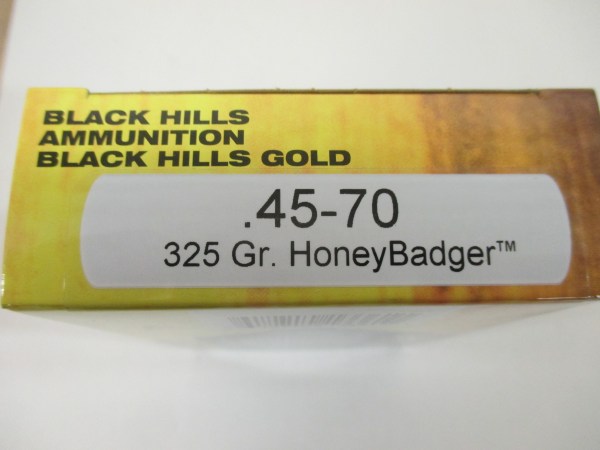 BLACK HILLS
AMMUNITION
BLACK HILLS GOLD
.45-70
325 Gr. HoneyBadger™